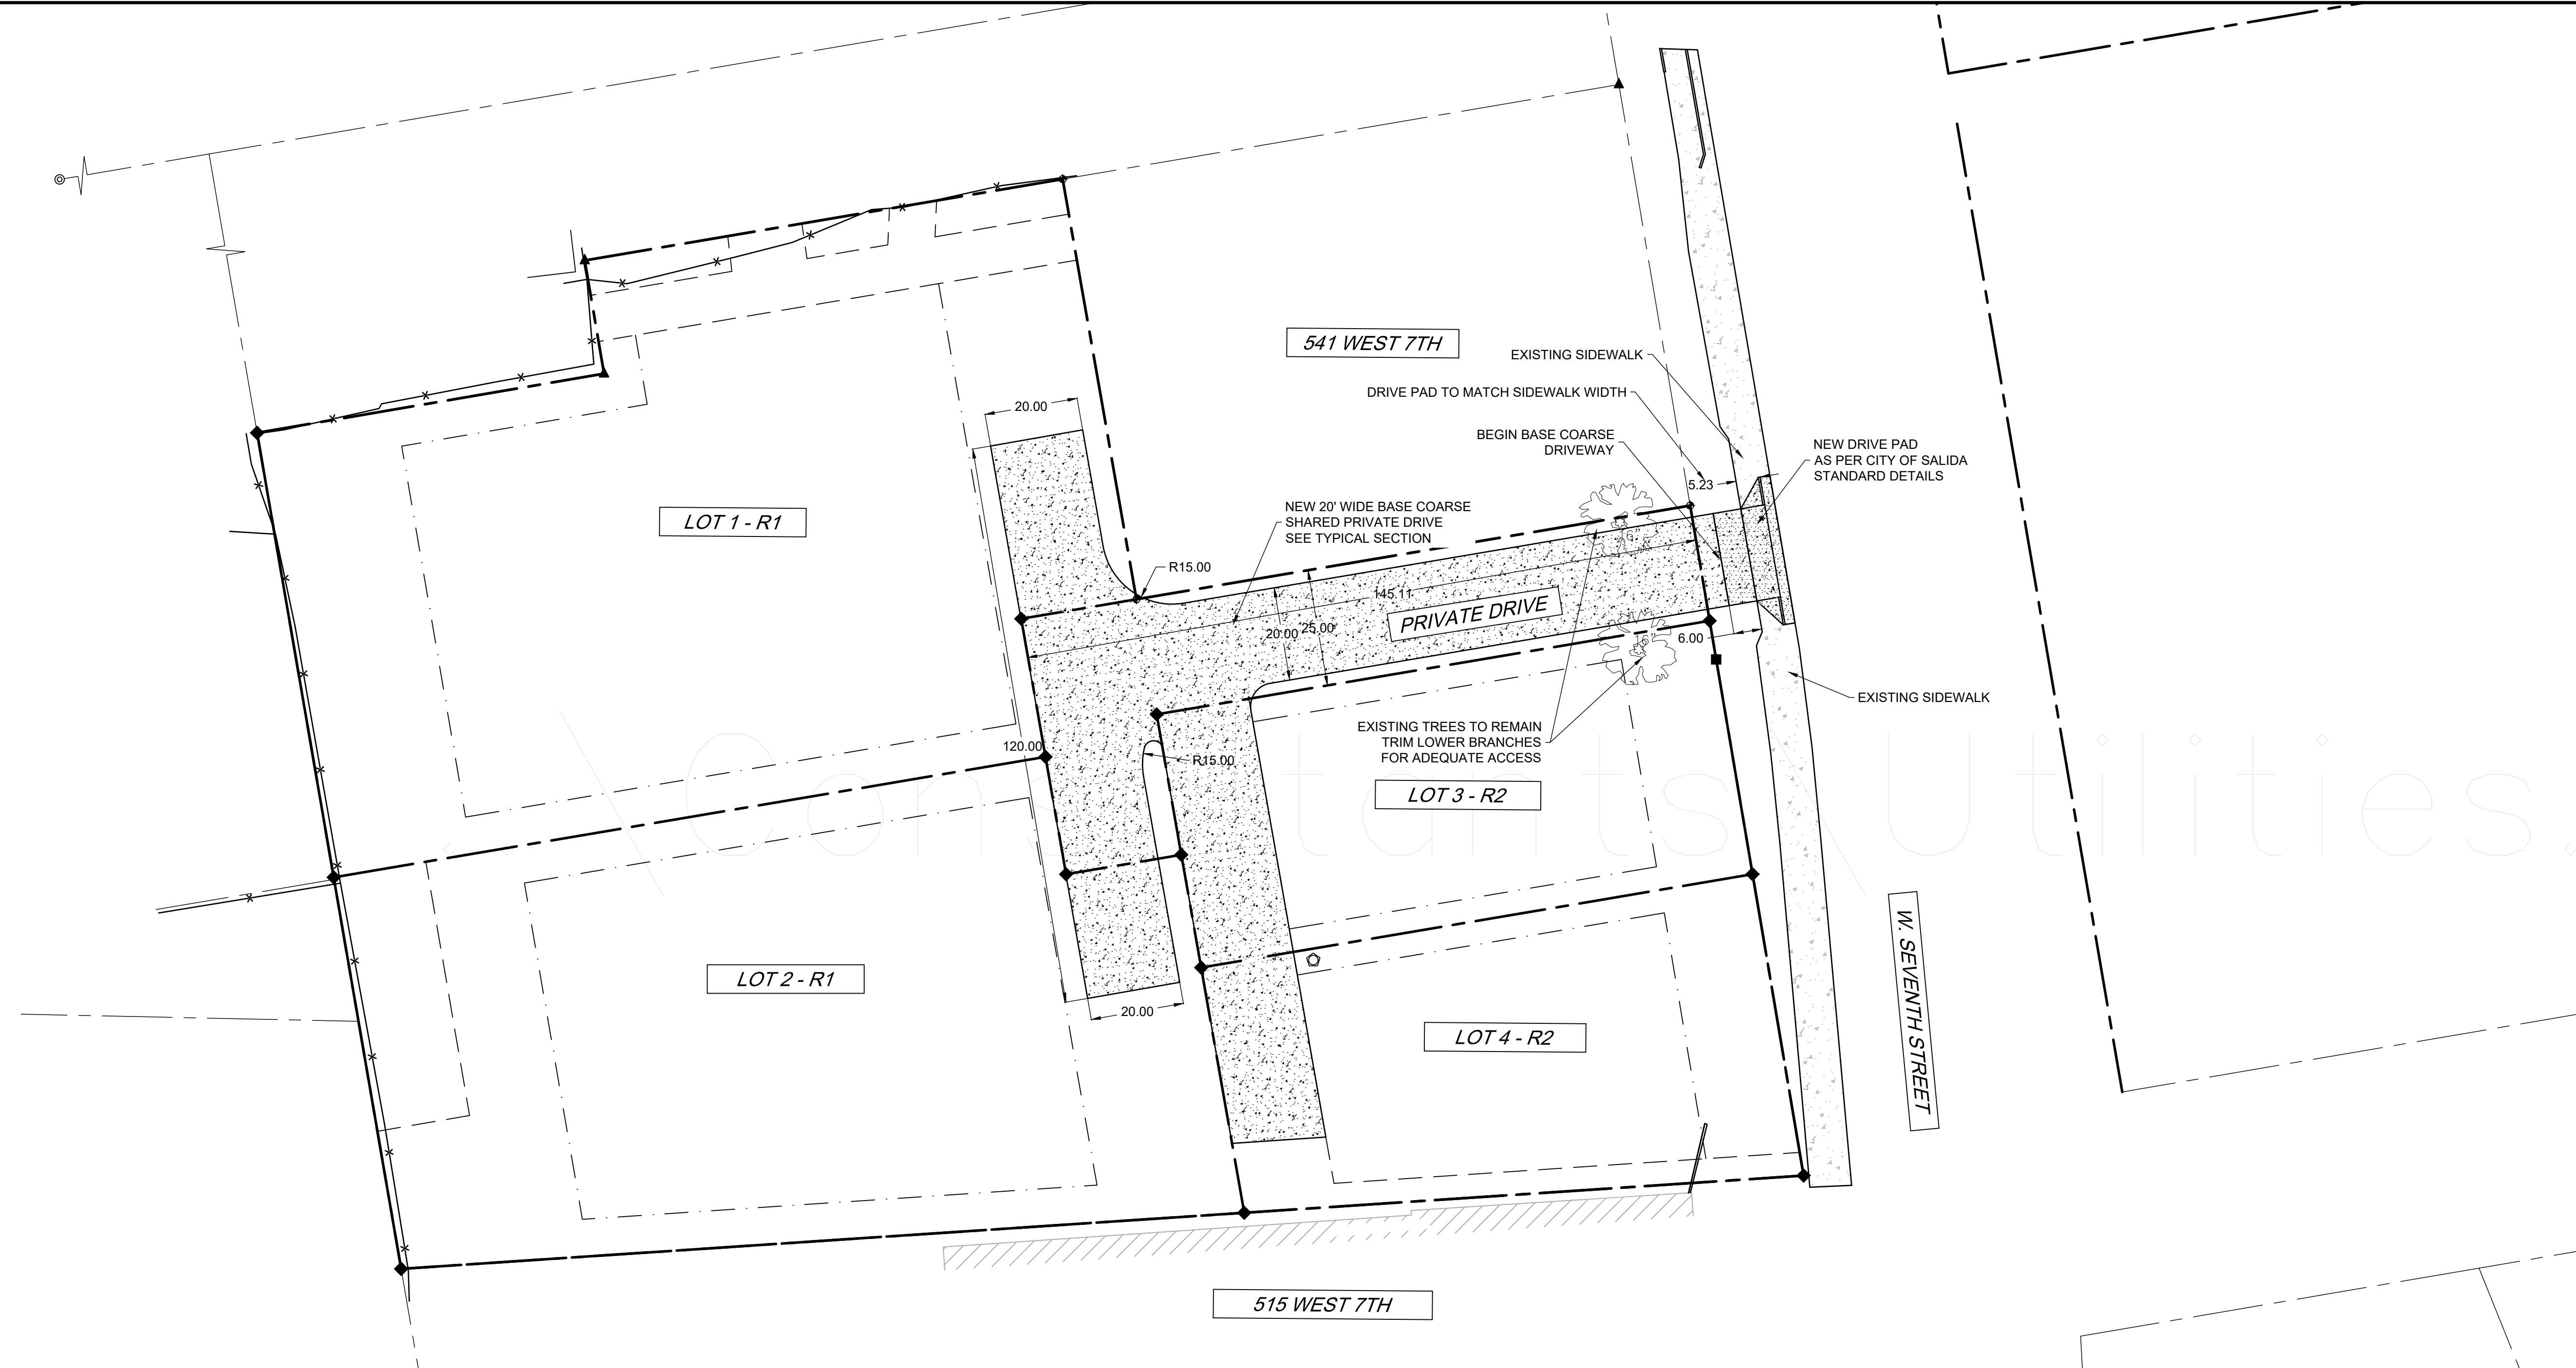 541 WEST 7TH
EXISTING SIDEWALK
DRIVE PAD TO MATCH SIDEWALK WIDTH
20.00
BEGIN BASE COARSE
DRIVEWAY
NEW DRIVE PAD
AS PER CITY OF SALIDA
STANDARD DETAILS
5.23
LOT 1 - R1
NEW 20' WIDE BASE COARSE
SHARED PRIVATE DRIVE
SEE TYPICAL SECTION
16"
R15.00
145.11
PRIVATE DRIVE
20.00
25.00
16"
6.00
EXISTING SIDEWALK
EXISTING TREES TO REMAIN
TRIM LOWER BRANCHES
FOR ADEQUATE ACCESS
120.00
R15.00
LOT 3 - R2
LOT 2 - R1
20.00
LOT 4 - R2
W. SEVENTH STREET
515 WEST 7TH